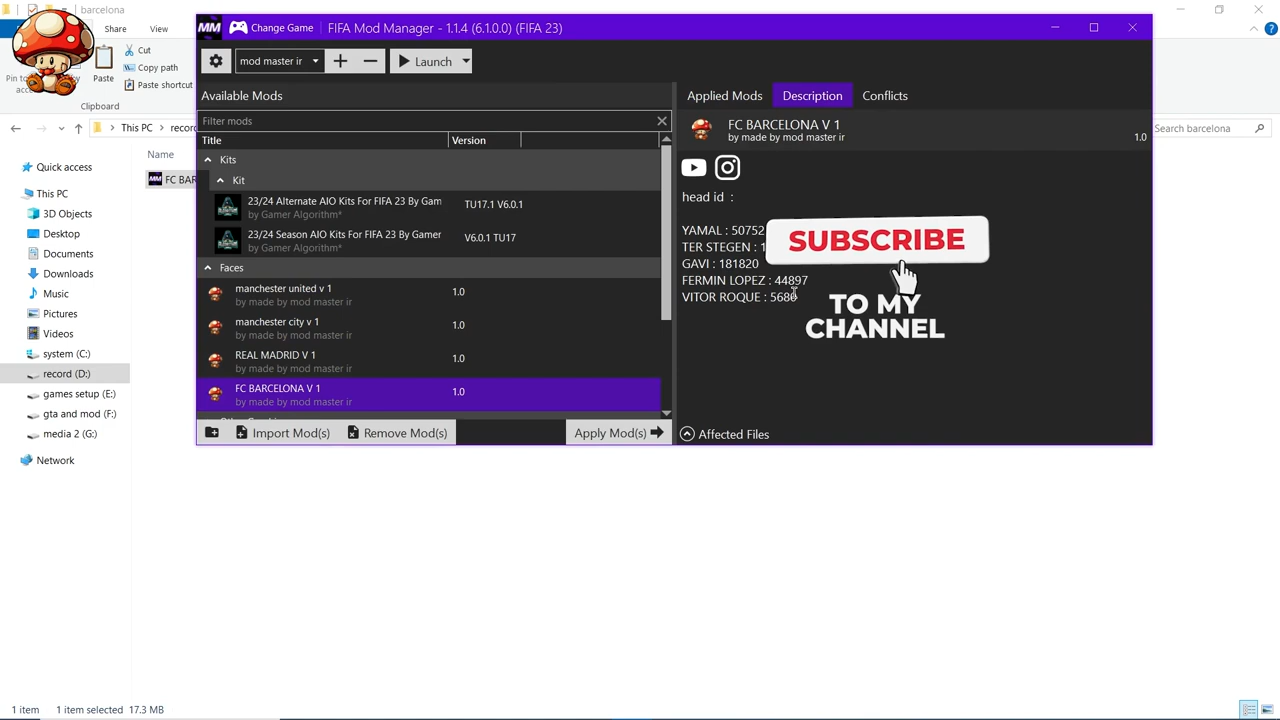 barcelona
Share
View
Cut
Copy path
Paste shortcut
Pin to
Paste
Clipboard
This PC
record
Search barcelona
Name
FC BAR
Quick access
This PC
3D Objects
Desktop
Documents
Downloads
Music
Pictures
Videos
system (C:)
record (D:)
games setup (E:)
gta and mod (F:)
media 2 (G:)
Network
1 item
1 item selected 17.3 MB
MM
Change Game
FIFA Mod Manager - 1.1.4 (6.1.0.0) (FIFA 23)
mod master ir
Launch
Available Mods
Filter mods
Title
Version
Kits
Kit
23/24 Alternate AIO Kits For FIFA 23 By Gam
by Gamer Algorithm*
TU17.1 V6.0.1
23/24 Season AIO Kits For FIFA 23 By Gamer
by Gamer Algorithm*
V6.0.1 TU17
Faces
manchester united v 1
by made by mod master ir
1.0
manchester city v 1
by made by mod master ir
1.0
REAL MADRID V 1
by made by mod master ir
1.0
FC BARCELONA V 1
by made by mod master ir
1.0
Import Mod(s)
Remove Mod(s)
Apply Mod(s)
Applied Mods
Description
Conflicts
FC BARCELONA V 1
by made by mod master ir
1.0
head id :
YAMAL : 50752
TER STEGEN : 1
GAVI : 181820
FERMIN LOPEZ : 44897
VITOR ROQUE :
SUBSCRIBE
TO MY
CHANNEL
Affected Files